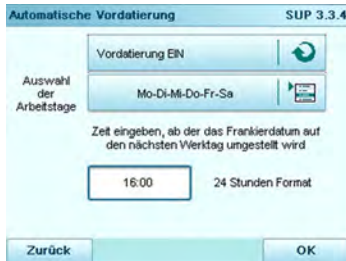 Automatische Vordatierung SUP 3.3.4
Vordatierung EIN
Auswahl
der
Arbeitstage
Mo-Di-Mi-Do-Fr-Sa
Zeit eingeben, ab der das Frankierdatum auf
den nächsten Werktag umgestellt wird
16:00 24 Stunden Format
Zurück OK